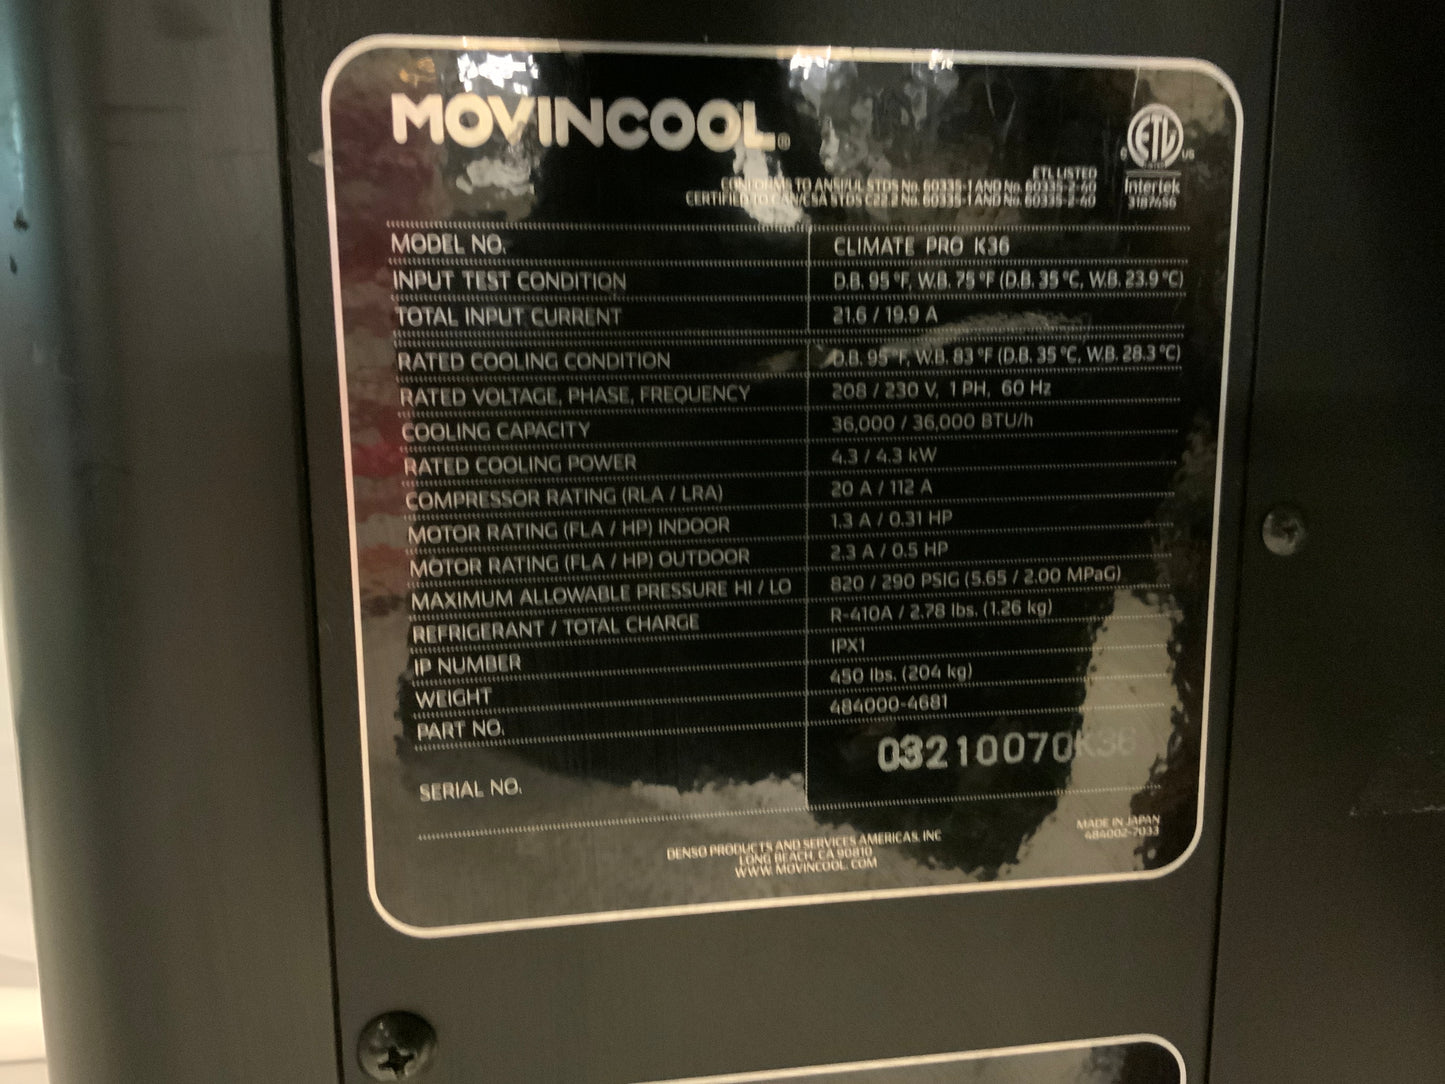 MOVINCOOL®
ETL
C US
Intertek
3187456
ETL LISTED
CONFORMS TO ANSI/UL STDS No. 60335-1 AND No. 60335-2-40
CERTIFIED TO CAN/CSA STDS C22.2 No. 60335-1 AND No. 60335-2-40
MODEL NO. CLIMATE PRO K36
INPUT TEST CONDITION D.B. 95 °F, W.B. 75 °F (D.B. 35 °C, W.B. 23.9 °C)
TOTAL INPUT CURRENT 21.6 / 19.9 A
RATED COOLING CONDITION D.B. 95 °F, W.B. 83 °F (D.B. 35 °C, W.B. 28.3 °C)
RATED VOLTAGE, PHASE, FREQUENCY 208 / 230 V, 1 PH, 60 Hz
COOLING CAPACITY 36,000 / 36,000 BTU/h
RATED COOLING POWER 4.3 / 4.3 kW
COMPRESSOR RATING (RLA / LRA) 20 A / 112 A
MOTOR RATING (FLA / HP) INDOOR 1.3 A / 0.31 HP
MOTOR RATING (FLA / HP) OUTDOOR 2.3 A / 0.5 HP
MAXIMUM ALLOWABLE PRESSURE HI / LO 820 / 290 PSIG (5.65 / 2.00 MPaG)
REFRIGERANT / TOTAL CHARGE R-410A / 2.78 lbs. (1.26 kg)
IP NUMBER IPX1
WEIGHT 450 lbs. (204 kg)
PART NO. 484000-4681
SERIAL NO. 03210070K36
MADE IN JAPAN
484002-7033
DENSO PRODUCTS AND SERVICES AMERICAS, INC
LONG BEACH, CA 90810
WWW. MOVINCOOL. COM